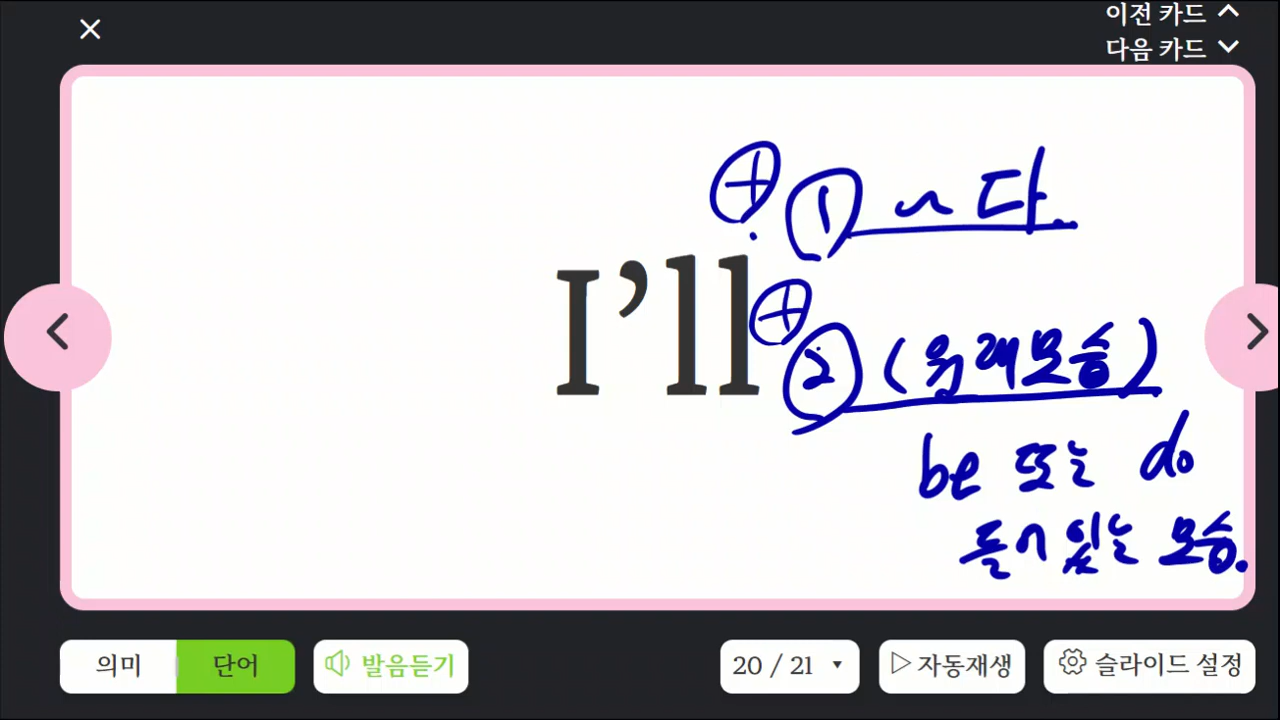 이전 카드
다음 카드
⊕ ① ~다.
I'll
⊕ ② (원래모습)
be 또는 do
들어있는 모습.
의미 단어 발음듣기 20 / 21 자동재생 슬라이드 설정